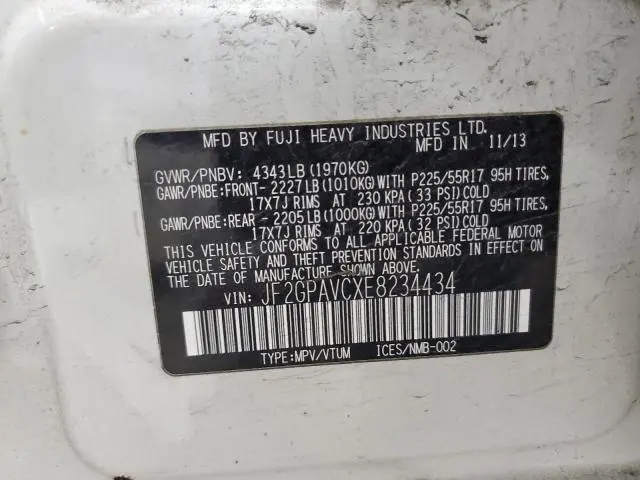 MFD BY FUJI HEAVY INDUSTRIES LTD.
MFD IN 11/13
GVWR/PNBV: 4343LB(1970KG)
GAWR/PNBE:FRONT- 2227LB(1010KG)WITH P225/55R17 95H TIRES,
17X7J RIMS AT 230 KPA(33 PSI)COLD
GAWR/PNBE:REAR - 2205LB(1000KG)WITH P225/55R17 95H TIRES,
17X7J RIMS AT 220 KPA(32 PSI)COLD
THIS VEHICLE CONFORMS TO ALL APPLICABLE FEDERAL MOTOR
VEHICLE SAFETY AND THEFT PREVENTION STANDARDS IN EFFECT ON
THE DATE OF MANUFACTURE SHOWN ABOVE.
VIN: JF2GPAVCXE8234434
TYPE:MPV/VTUM ICES/NMB-002